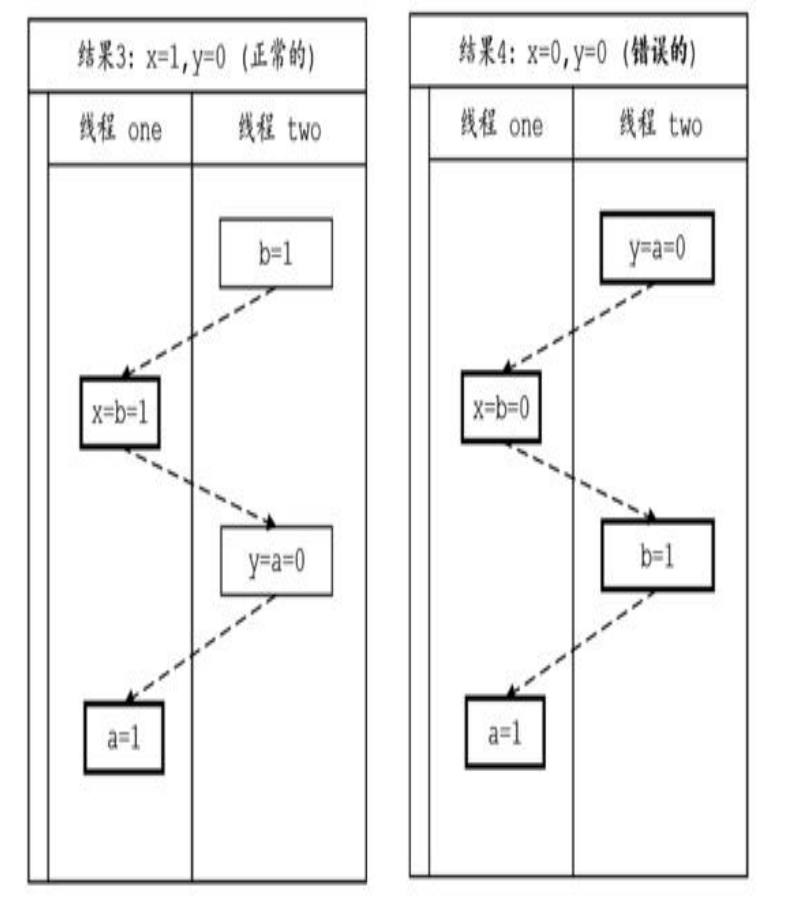 结果3: x=1,y=0 (正常的)
线程 one
线程 two
b=1
x=b=1
y=a=0
a=1
结果4: x=0,y=0 (错误的)
线程 one
线程 two
y=a=0
x=b=0
b=1
a=1